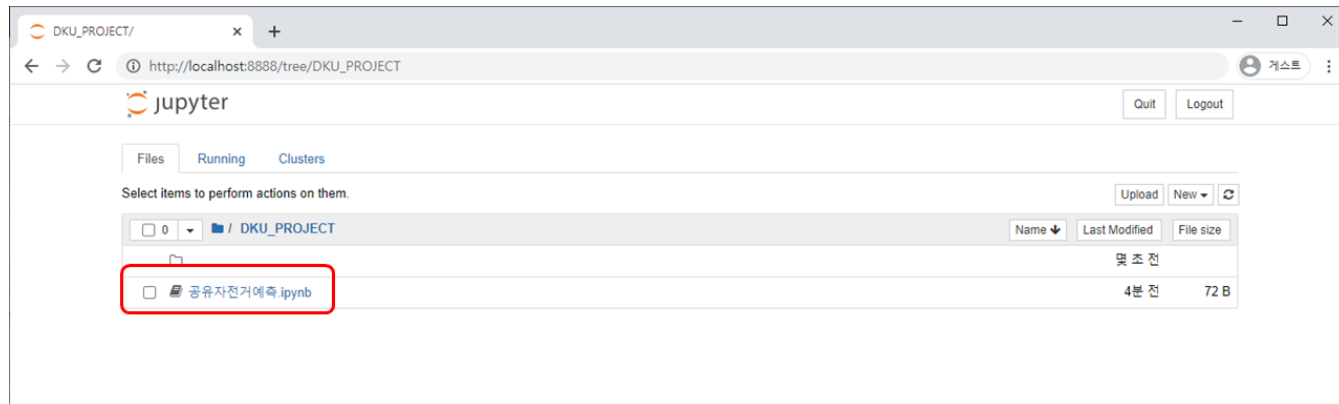 DKU_PROJECT/
http://localhost:8888/tree/DKU_PROJECT
게스트
jupyter
Quit Logout
Files Running Clusters
Select items to perform actions on them.
Upload New
0 / DKU_PROJECT Name Last Modified File size
몇 초 전
공유자전거예측.ipynb 4분 전 72 B